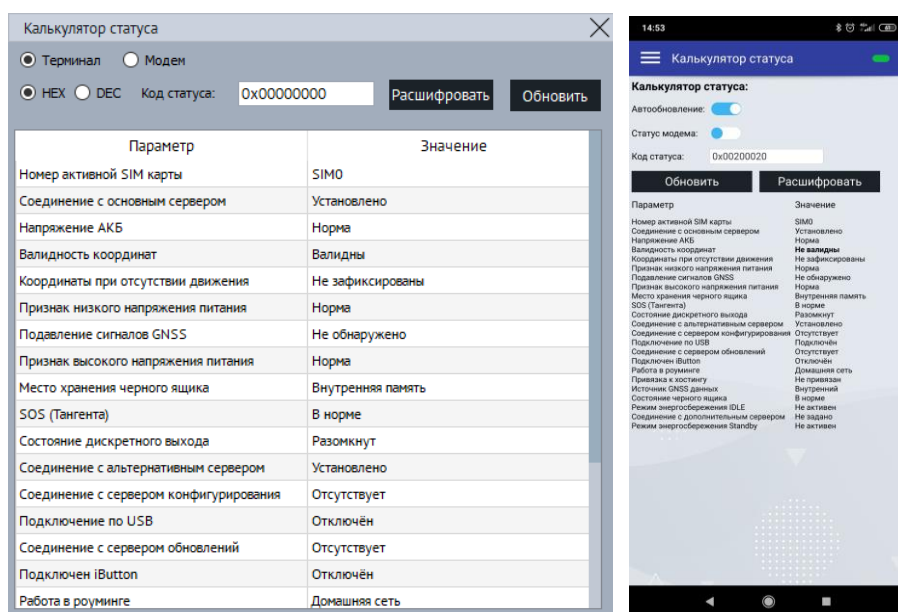 Калькулятор статуса
Терминал Модем
HEX DEC Код статуса: 0x00000000 Расшифровать Обновить
Параметр Значение
Номер активной SIM карты SIM0
Соединение с основным сервером Установлено
Напряжение АКБ Норма
Валидность координат Валидны
Координаты при отсутствии движения Не зафиксированы
Признак низкого напряжения питания Норма
Подавление сигналов GNSS Не обнаружено
Признак высокого напряжения питания Норма
Место хранения черного ящика Внутренняя память
SOS (Тангента) В норме
Состояние дискретного выхода Разомкнут
Соединение с альтернативным сервером Установлено
Соединение с сервером конфигурирования Отсутствует
Подключение по USB Отключён
Соединение с сервером обновлений Отсутствует
Подключен iButton Отключён
Работа в роуминге Домашняя сеть
14:53
Калькулятор статуса
Калькулятор статуса:
Автообновление:
Статус модема:
Код статуса: 0x00200020
Обновить Расшифровать
Параметр Значение
Номер активной SIM карты SIM0
Соединение с основным сервером Установлено
Напряжение АКБ Норма
Валидность координат Не валидны
Координаты при отсутствии движения Не зафиксированы
Признак низкого напряжения питания Норма
Подавление сигналов GNSS Не обнаружено
Признак высокого напряжения питания Норма
Место хранения черного ящика Внутренняя память
SOS (Тангента) В норме
Состояние дискретного выхода Разомкнут
Соединение с альтернативным сервером Установлено
Соединение с сервером конфигурирования Отсутствует
Подключение по USB Подключён
Соединение с сервером обновлений Отсутствует
Подключен iButton Отключён
Работа в роуминге Домашняя сеть
Привязка к хостингу Не привязан
Источник GNSS данных Внутренний
Состояние черного ящика В норме
Режим энергосбережения IDLE Не активен
Соединение с дополнительным сервером Не задано
Режим энергосбережения Standby Не активен